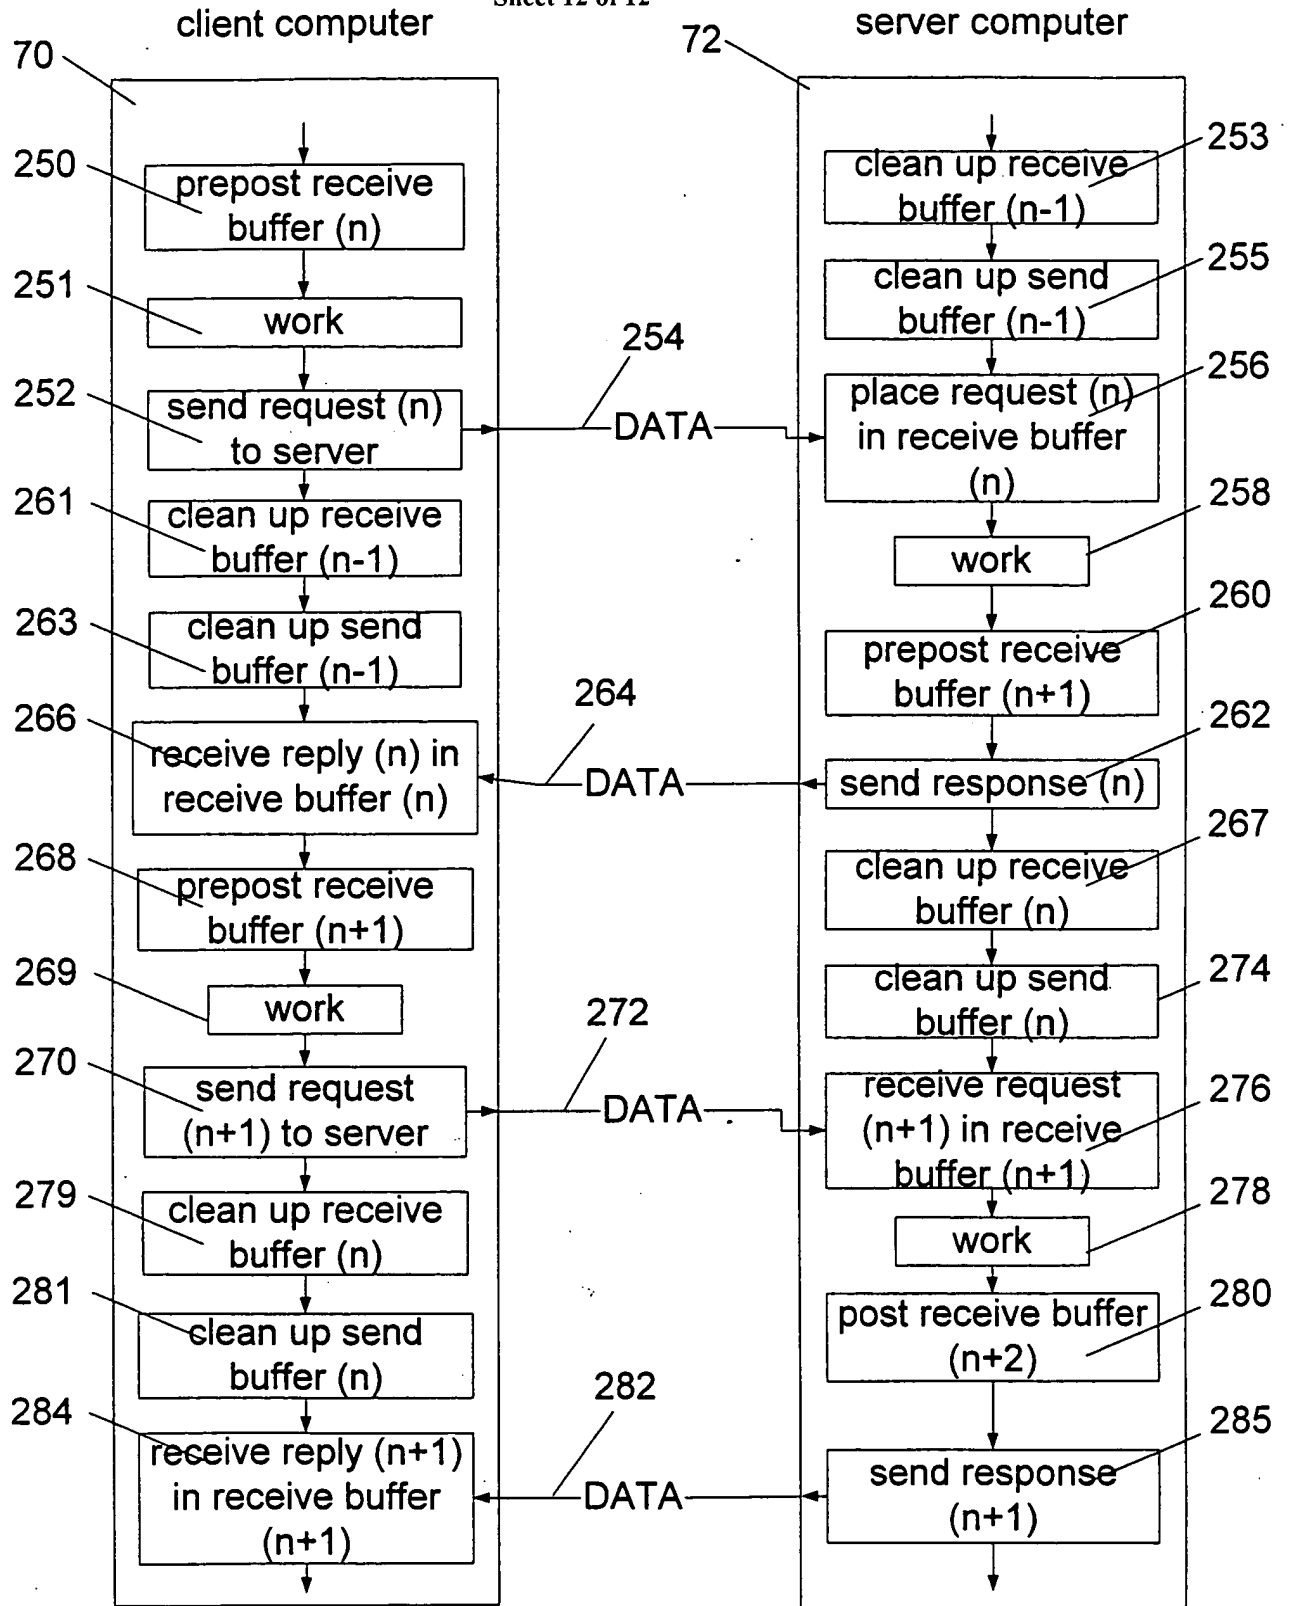 Sheet 12 of 12
client computer
server computer
70
72
250
prepost receive
buffer (n)
251
work
252
send request (n)
to server
254
DATA
261
clean up receive
buffer (n-1)
263
clean up send
buffer (n-1)
264
DATA
266
receive reply (n) in
receive buffer (n)
268
prepost receive
buffer (n+1)
269
work
270
send request
(n+1) to server
272
DATA
279
clean up receive
buffer (n)
281
clean up send
buffer (n)
282
DATA
284
receive reply (n+1)
in receive buffer
(n+1)
253
clean up receive
buffer (n-1)
255
clean up send
buffer (n-1)
256
place request (n)
in receive buffer
(n)
258
work
260
prepost receive
buffer (n+1)
262
send response (n)
267
clean up receive
buffer (n)
274
clean up send
buffer (n)
276
receive request
(n+1) in receive
buffer (n+1)
278
work
280
post receive buffer
(n+2)
285
send response
(n+1)